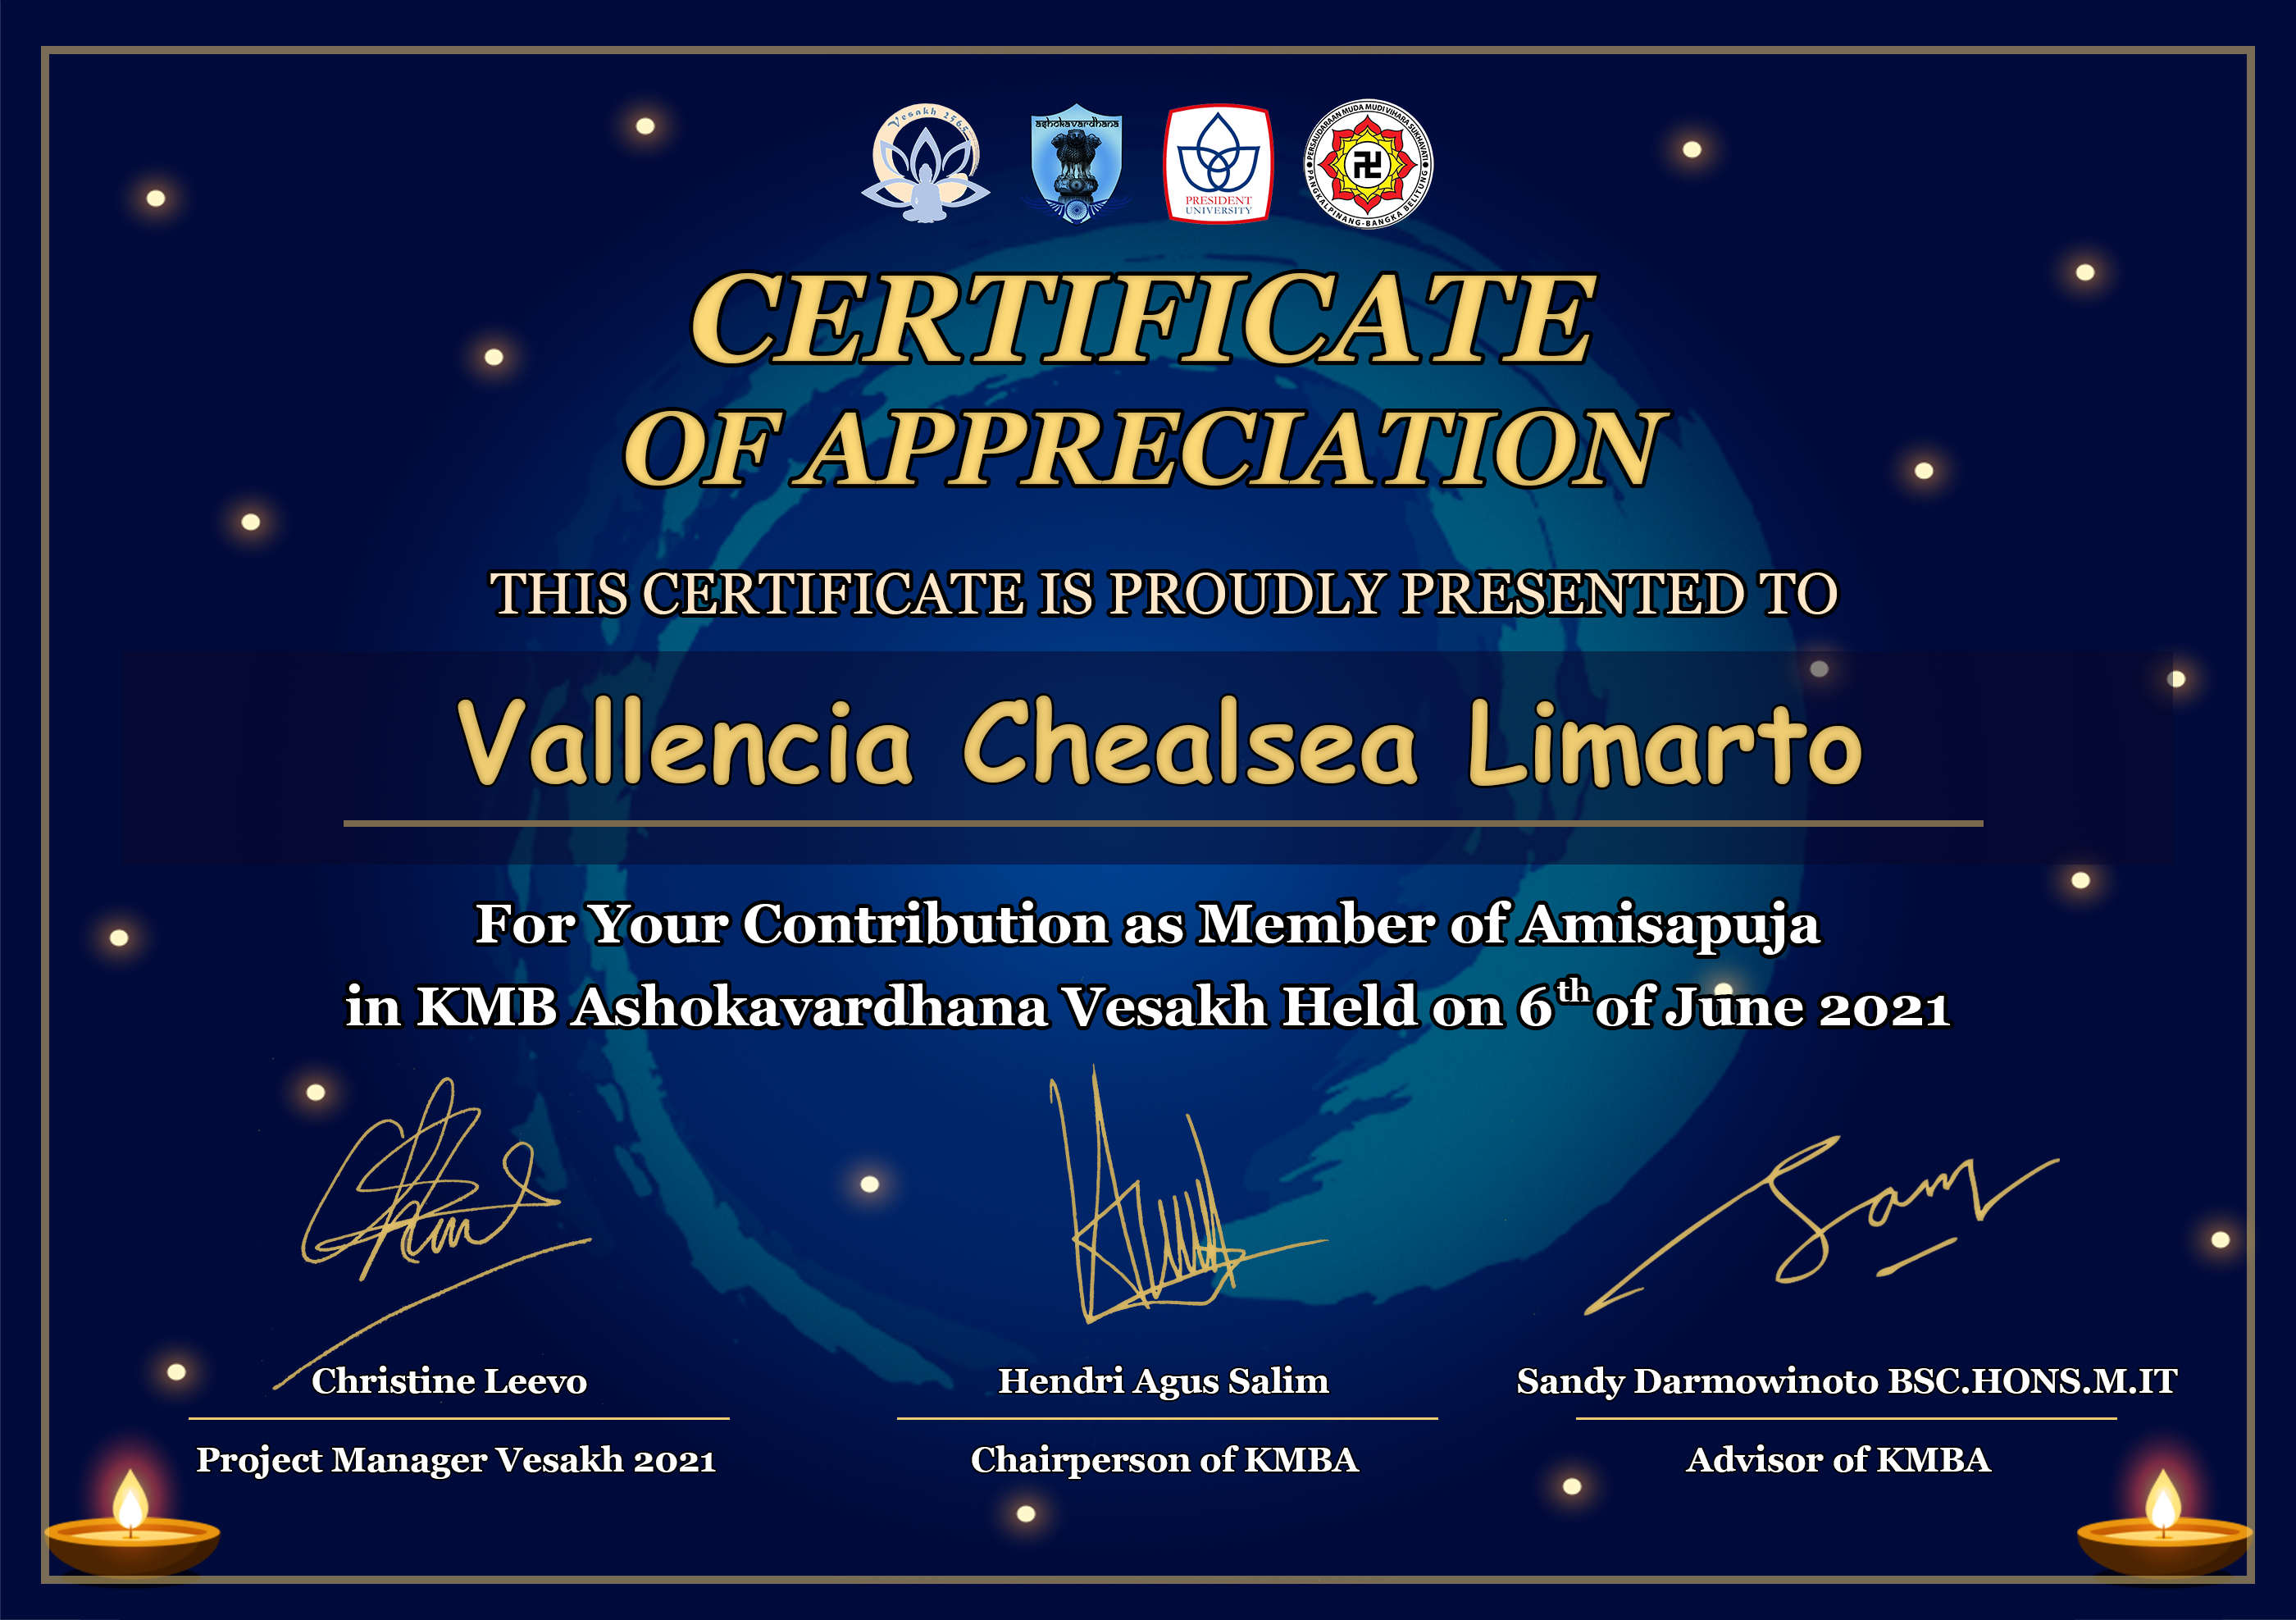 Vesakh 2565
ashokavardhana
PRESIDENT
UNIVERSITY
PERSAUDARAAN MUDA MUDI VIHARA SUKHAVATI
PANGKALPINANG-BANGKA BELITUNG
CERTIFICATE
OF APPRECIATION
THIS CERTIFICATE IS PROUDLY PRESENTED TO
Vallencia Chealsea Limarto
For Your Contribution as Member of Amisapuja
in KMB Ashokavardhana Vesakh Held on 6th of June 2021
Christine Leevo
Hendri Agus Salim
Sandy Darmowinoto BSC.HONS.M.IT
Project Manager Vesakh 2021
Chairperson of KMBA
Advisor of KMBA